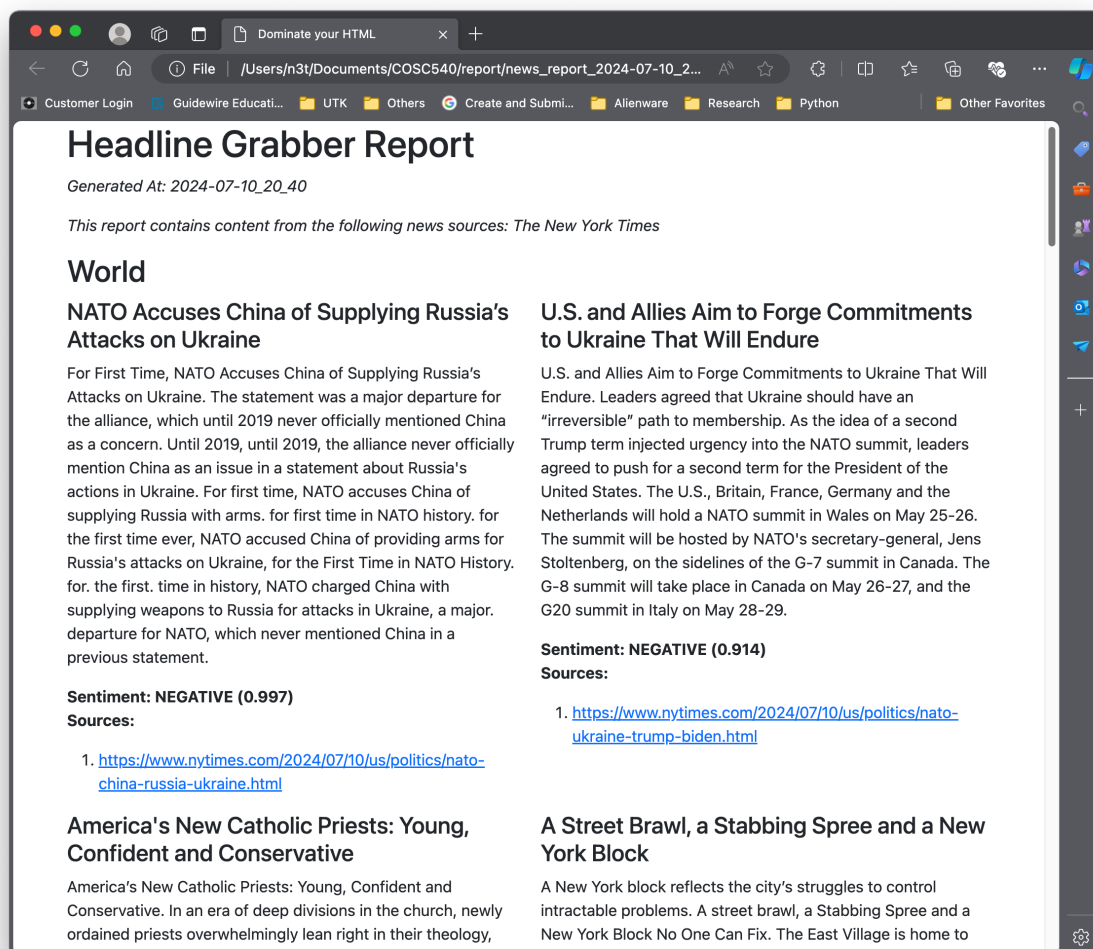 Dominate your HTML
File
/Users/n3t/Documents/COSC540/report/news_report_2024-07-10_2...
Customer Login
Guidewire Educati...
UTK
Others
Create and Submi...
Alienware
Research
Python
Other Favorites
Headline Grabber Report
Generated At: 2024-07-10_20_40
This report contains content from the following news sources: The New York Times
World
NATO Accuses China of Supplying Russia’s
Attacks on Ukraine
For First Time, NATO Accuses China of Supplying Russia’s
Attacks on Ukraine. The statement was a major departure for
the alliance, which until 2019 never officially mentioned China
as a concern. Until 2019, until 2019, the alliance never officially
mention China as an issue in a statement about Russia's
actions in Ukraine. For first time, NATO accuses China of
supplying Russia with arms. for first time in NATO history. for
the first time ever, NATO accused China of providing arms for
Russia's attacks on Ukraine, for the First Time in NATO History.
for. the first. time in history, NATO charged China with
supplying weapons to Russia for attacks in Ukraine, a major.
departure for NATO, which never mentioned China in a
previous statement.
Sentiment: NEGATIVE (0.997)
Sources:
1. https://www.nytimes.com/2024/07/10/us/politics/nato-
china-russia-ukraine.html
U.S. and Allies Aim to Forge Commitments
to Ukraine That Will Endure
U.S. and Allies Aim to Forge Commitments to Ukraine That Will
Endure. Leaders agreed that Ukraine should have an
“irreversible” path to membership. As the idea of a second
Trump term injected urgency into the NATO summit, leaders
agreed to push for a second term for the President of the
United States. The U.S., Britain, France, Germany and the
Netherlands will hold a NATO summit in Wales on May 25-26.
The summit will be hosted by NATO's secretary-general, Jens
Stoltenberg, on the sidelines of the G-7 summit in Canada. The
G-8 summit will take place in Canada on May 26-27, and the
G20 summit in Italy on May 28-29.
Sentiment: NEGATIVE (0.914)
Sources:
1. https://www.nytimes.com/2024/07/10/us/politics/nato-
ukraine-trump-biden.html
America's New Catholic Priests: Young,
Confident and Conservative
America’s New Catholic Priests: Young, Confident and
Conservative. In an era of deep divisions in the church, newly
ordained priests overwhelmingly lean right in their theology,
A Street Brawl, a Stabbing Spree and a New
York Block
A New York block reflects the city’s struggles to control
intractable problems. A street brawl, a Stabbing Spree and a
New York Block No One Can Fix. The East Village is home to